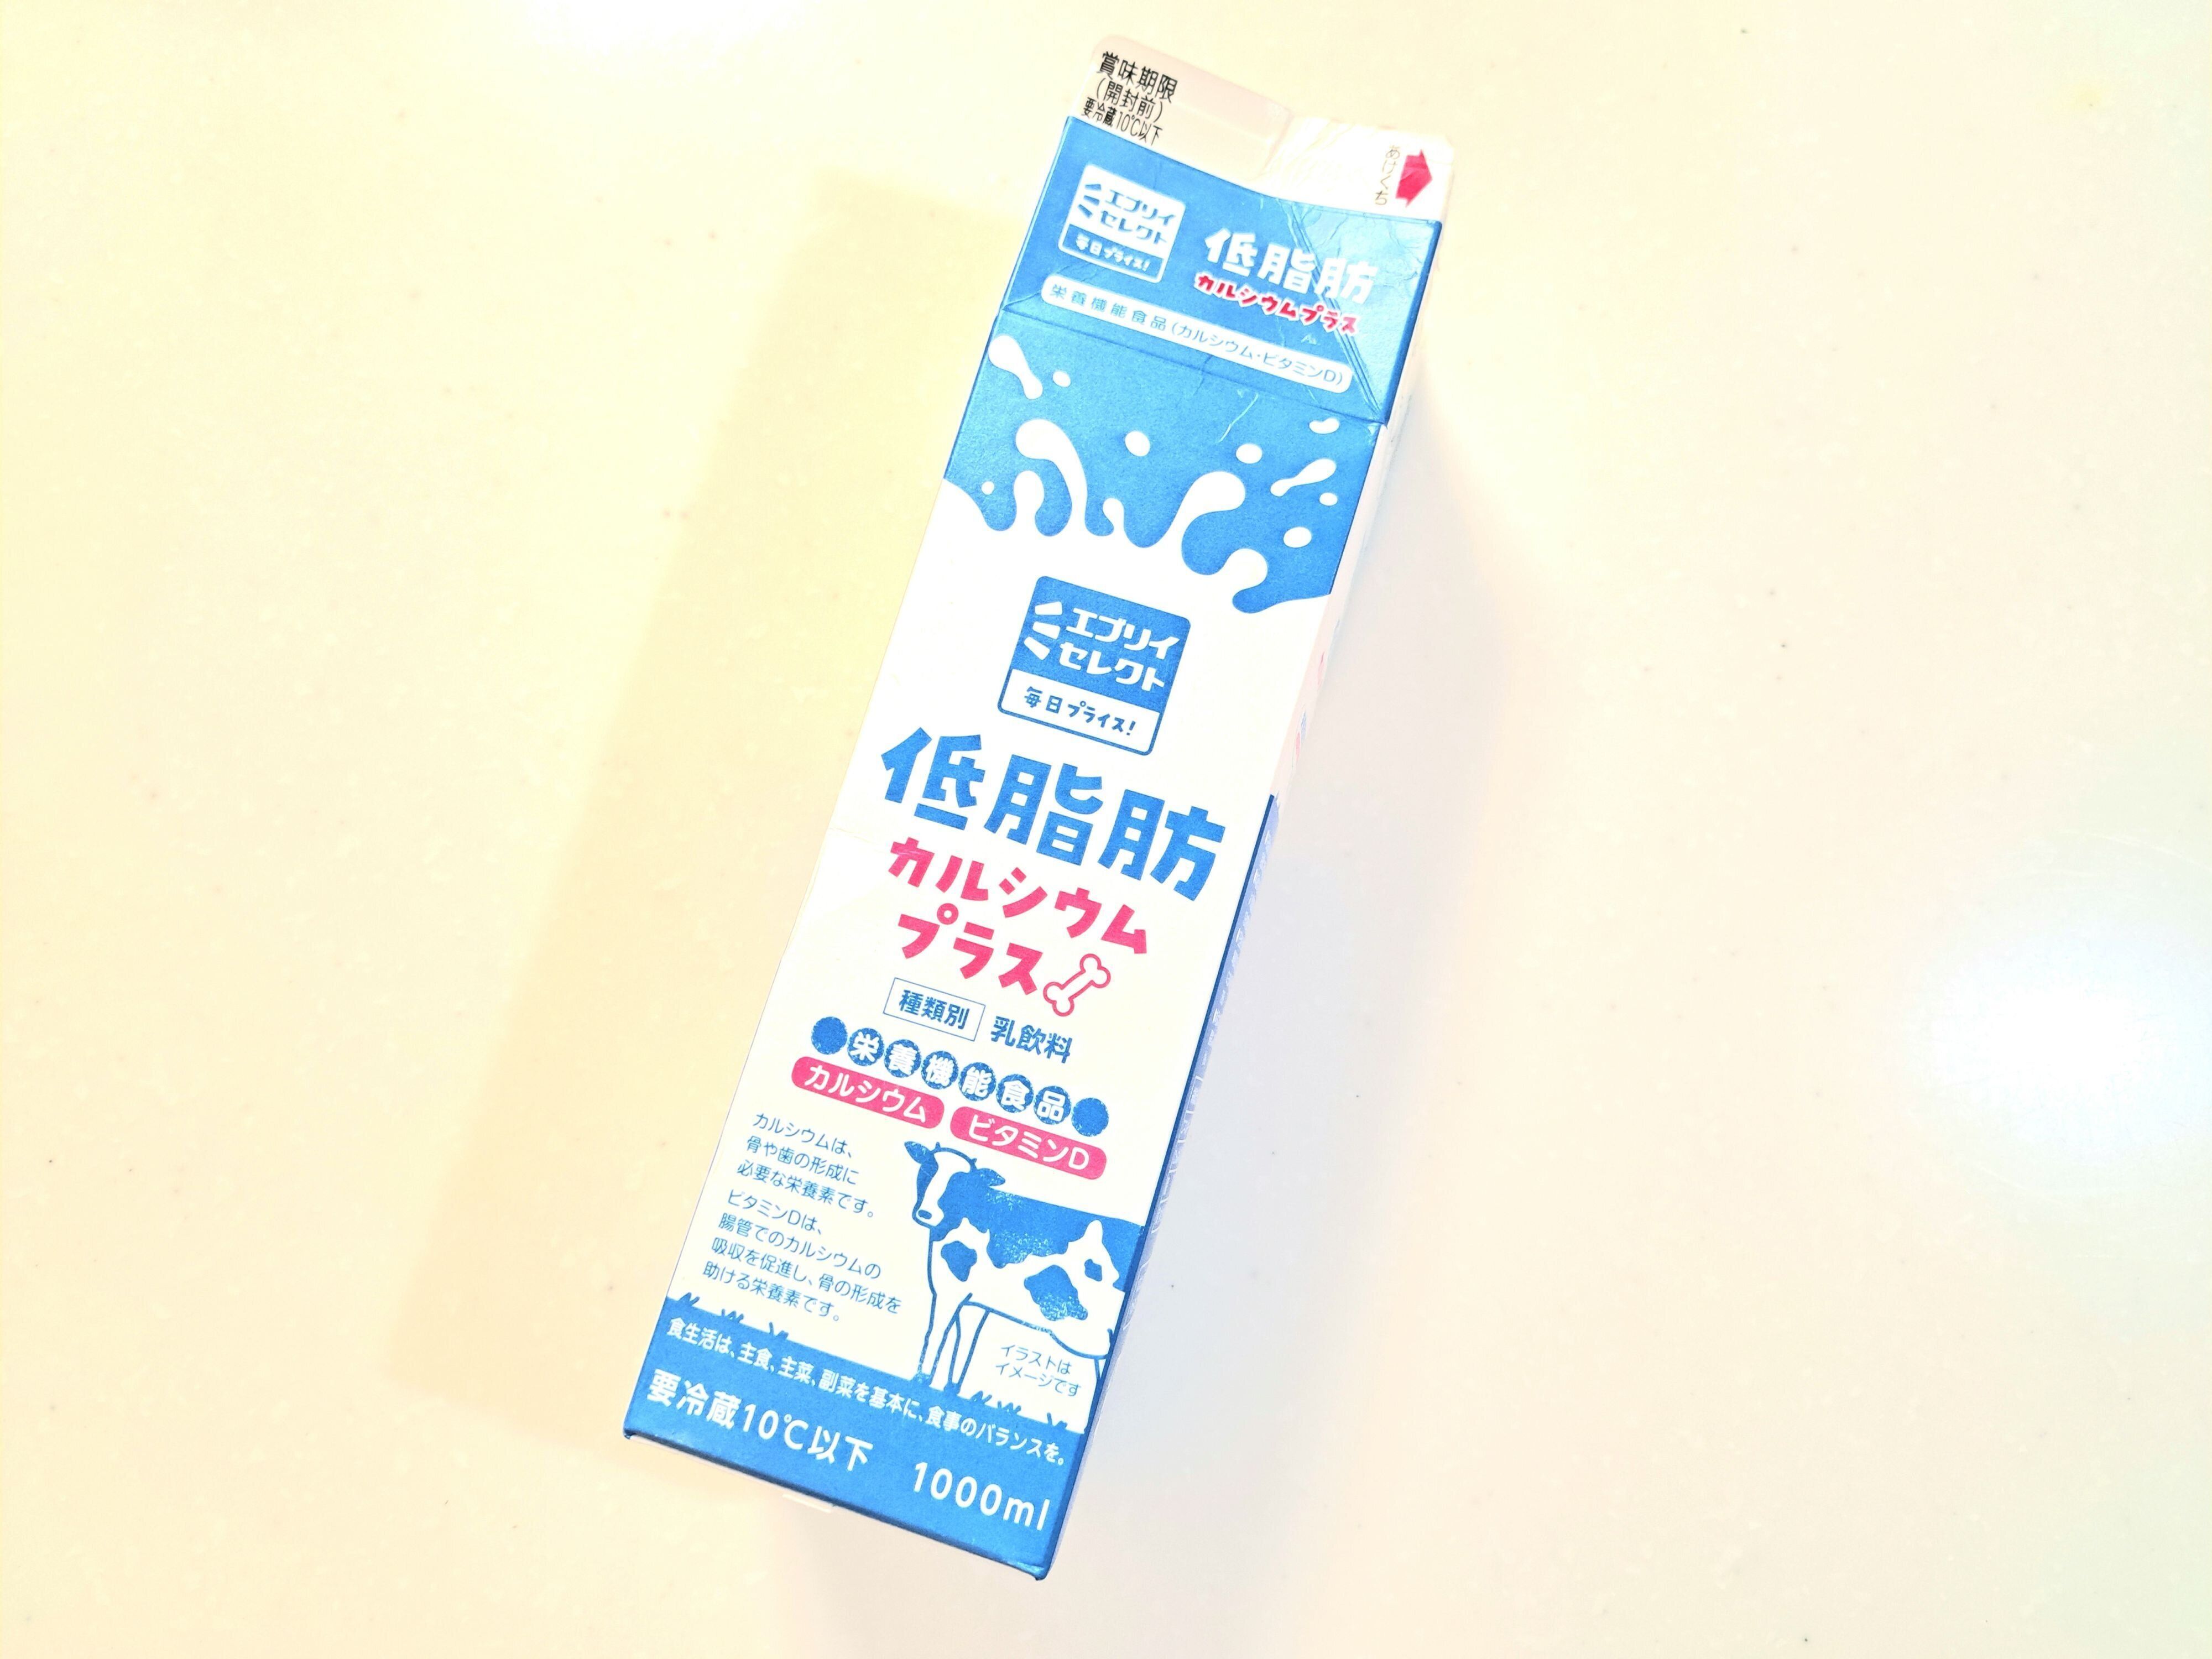 賞味期限
(開封前)
要冷蔵10℃以下
あけくち
エブリイ
セレクト
毎日プライス!
低脂肪
カルシウムプラス
栄養機能食品(カルシウム・ビタミンD)
エブリイ
セレクト
毎日プライス!
低脂肪
カルシウム
プラス
種類別 乳飲料
栄養機能食品
カルシウム ビタミンD
カルシウムは、
骨や歯の形成に
必要な栄養素です。
ビタミンDは、
腸管でのカルシウムの
吸収を促進し、骨の形成を
助ける栄養素です。
イラストは
イメージです
食生活は、主食、主菜、副菜を基本に、食事のバランスを。
要冷蔵10℃以下 1000ml